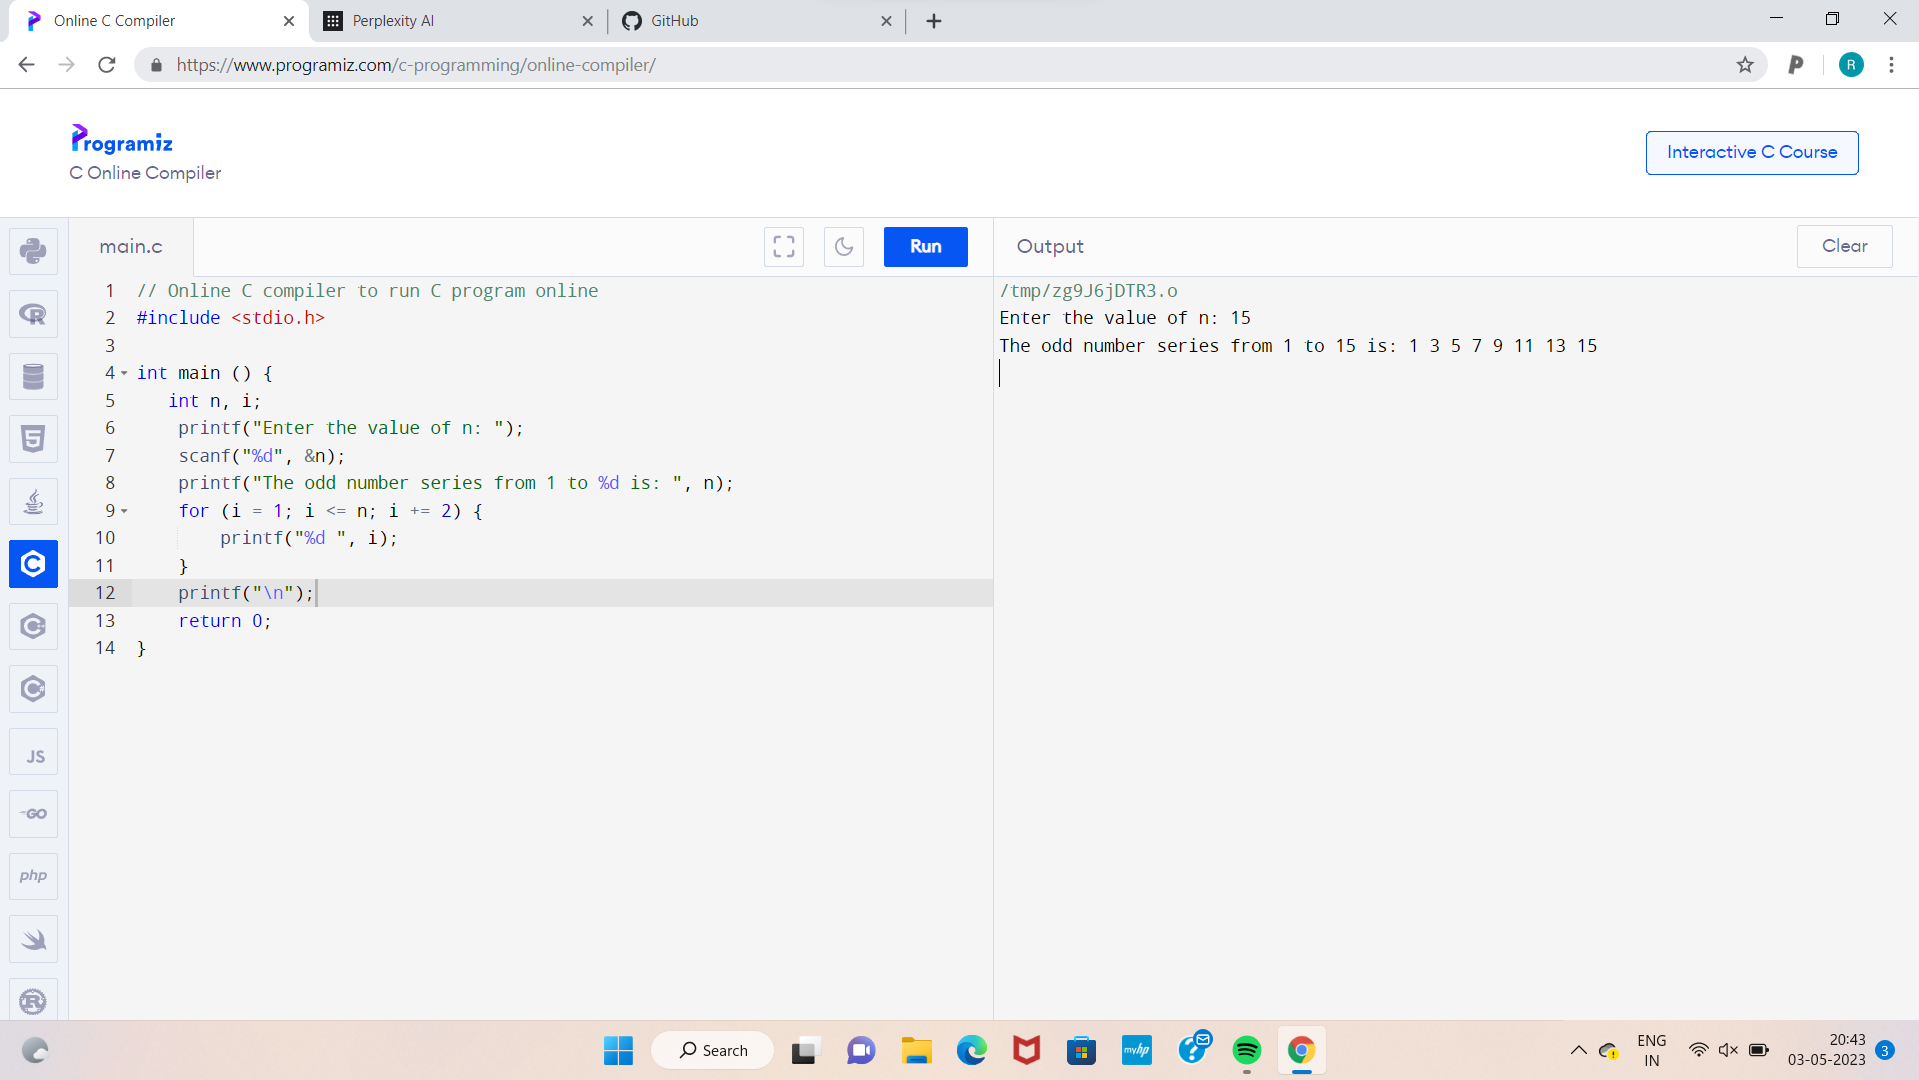 Online C Compiler
Perplexity AI
GitHub
https://www.programiz.com/c-programming/online-compiler/
R
Programiz
C Online Compiler
Interactive C Course
main.c
Run
Output
Clear
1 // Online C compiler to run C program online
2 #include <stdio.h>
3
4 int main () {
5    int n, i;
6     printf("Enter the value of n: ");
7     scanf("%d", &n);
8     printf("The odd number series from 1 to %d is: ", n);
9     for (i = 1; i <= n; i += 2) {
10         printf("%d ", i);
11     }
12     printf("\n");
13     return 0;
14 }
/tmp/zg9J6jDTR3.o
Enter the value of n: 15
The odd number series from 1 to 15 is: 1 3 5 7 9 11 13 15
R
5
C
C
C
JS
GO
php
R
Search
myhp
ENG
IN
20:43
03-05-2023
3